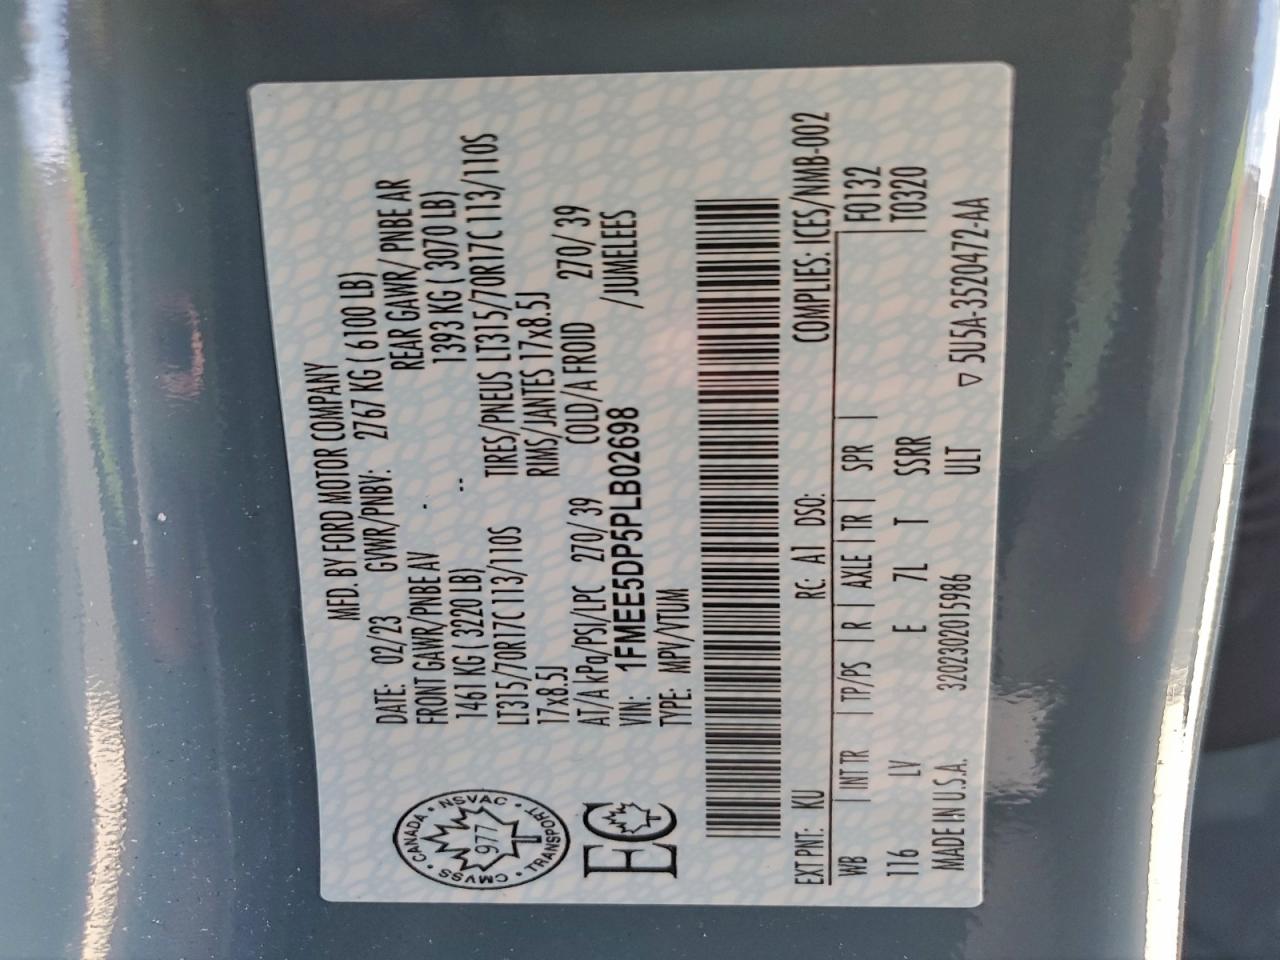 MFD. BY FORD MOTOR COMPANY
DATE: 02/23 GVWR/PNBV: 2767 KG ( 6100 LB)
FRONT GAWR/PNBE AV REAR GAWR/ PNBE AR
1461 KG ( 3220 LB) 1393 KG ( 3070 LB)
LT315/70R17C 113/110S TIRES/PNEUS LT315/70R17C 113/110S
17x8.5J RIMS/JANTES 17x8.5J
AT/A kPa/PSI/LPC 270/ 39 COLD/A FROID 270/ 39
VIN: 1FMEE5DP5PLB02698 /JUMELEES
TYPE: MPV/VTUM
CANADA · NSVAC · TRANSPORT · CMVSS
977
T
EC
RC: A1 DSO: COMPLIES: ICES/NMB-002
EXT PNT: KU F0132
WB INT TR TP/PS R AXLE TR SPR T0320
116 LV E 7L T SSRR
MADE IN U.S.A. 3202302015986 ULT 5U5A-3520472-AA